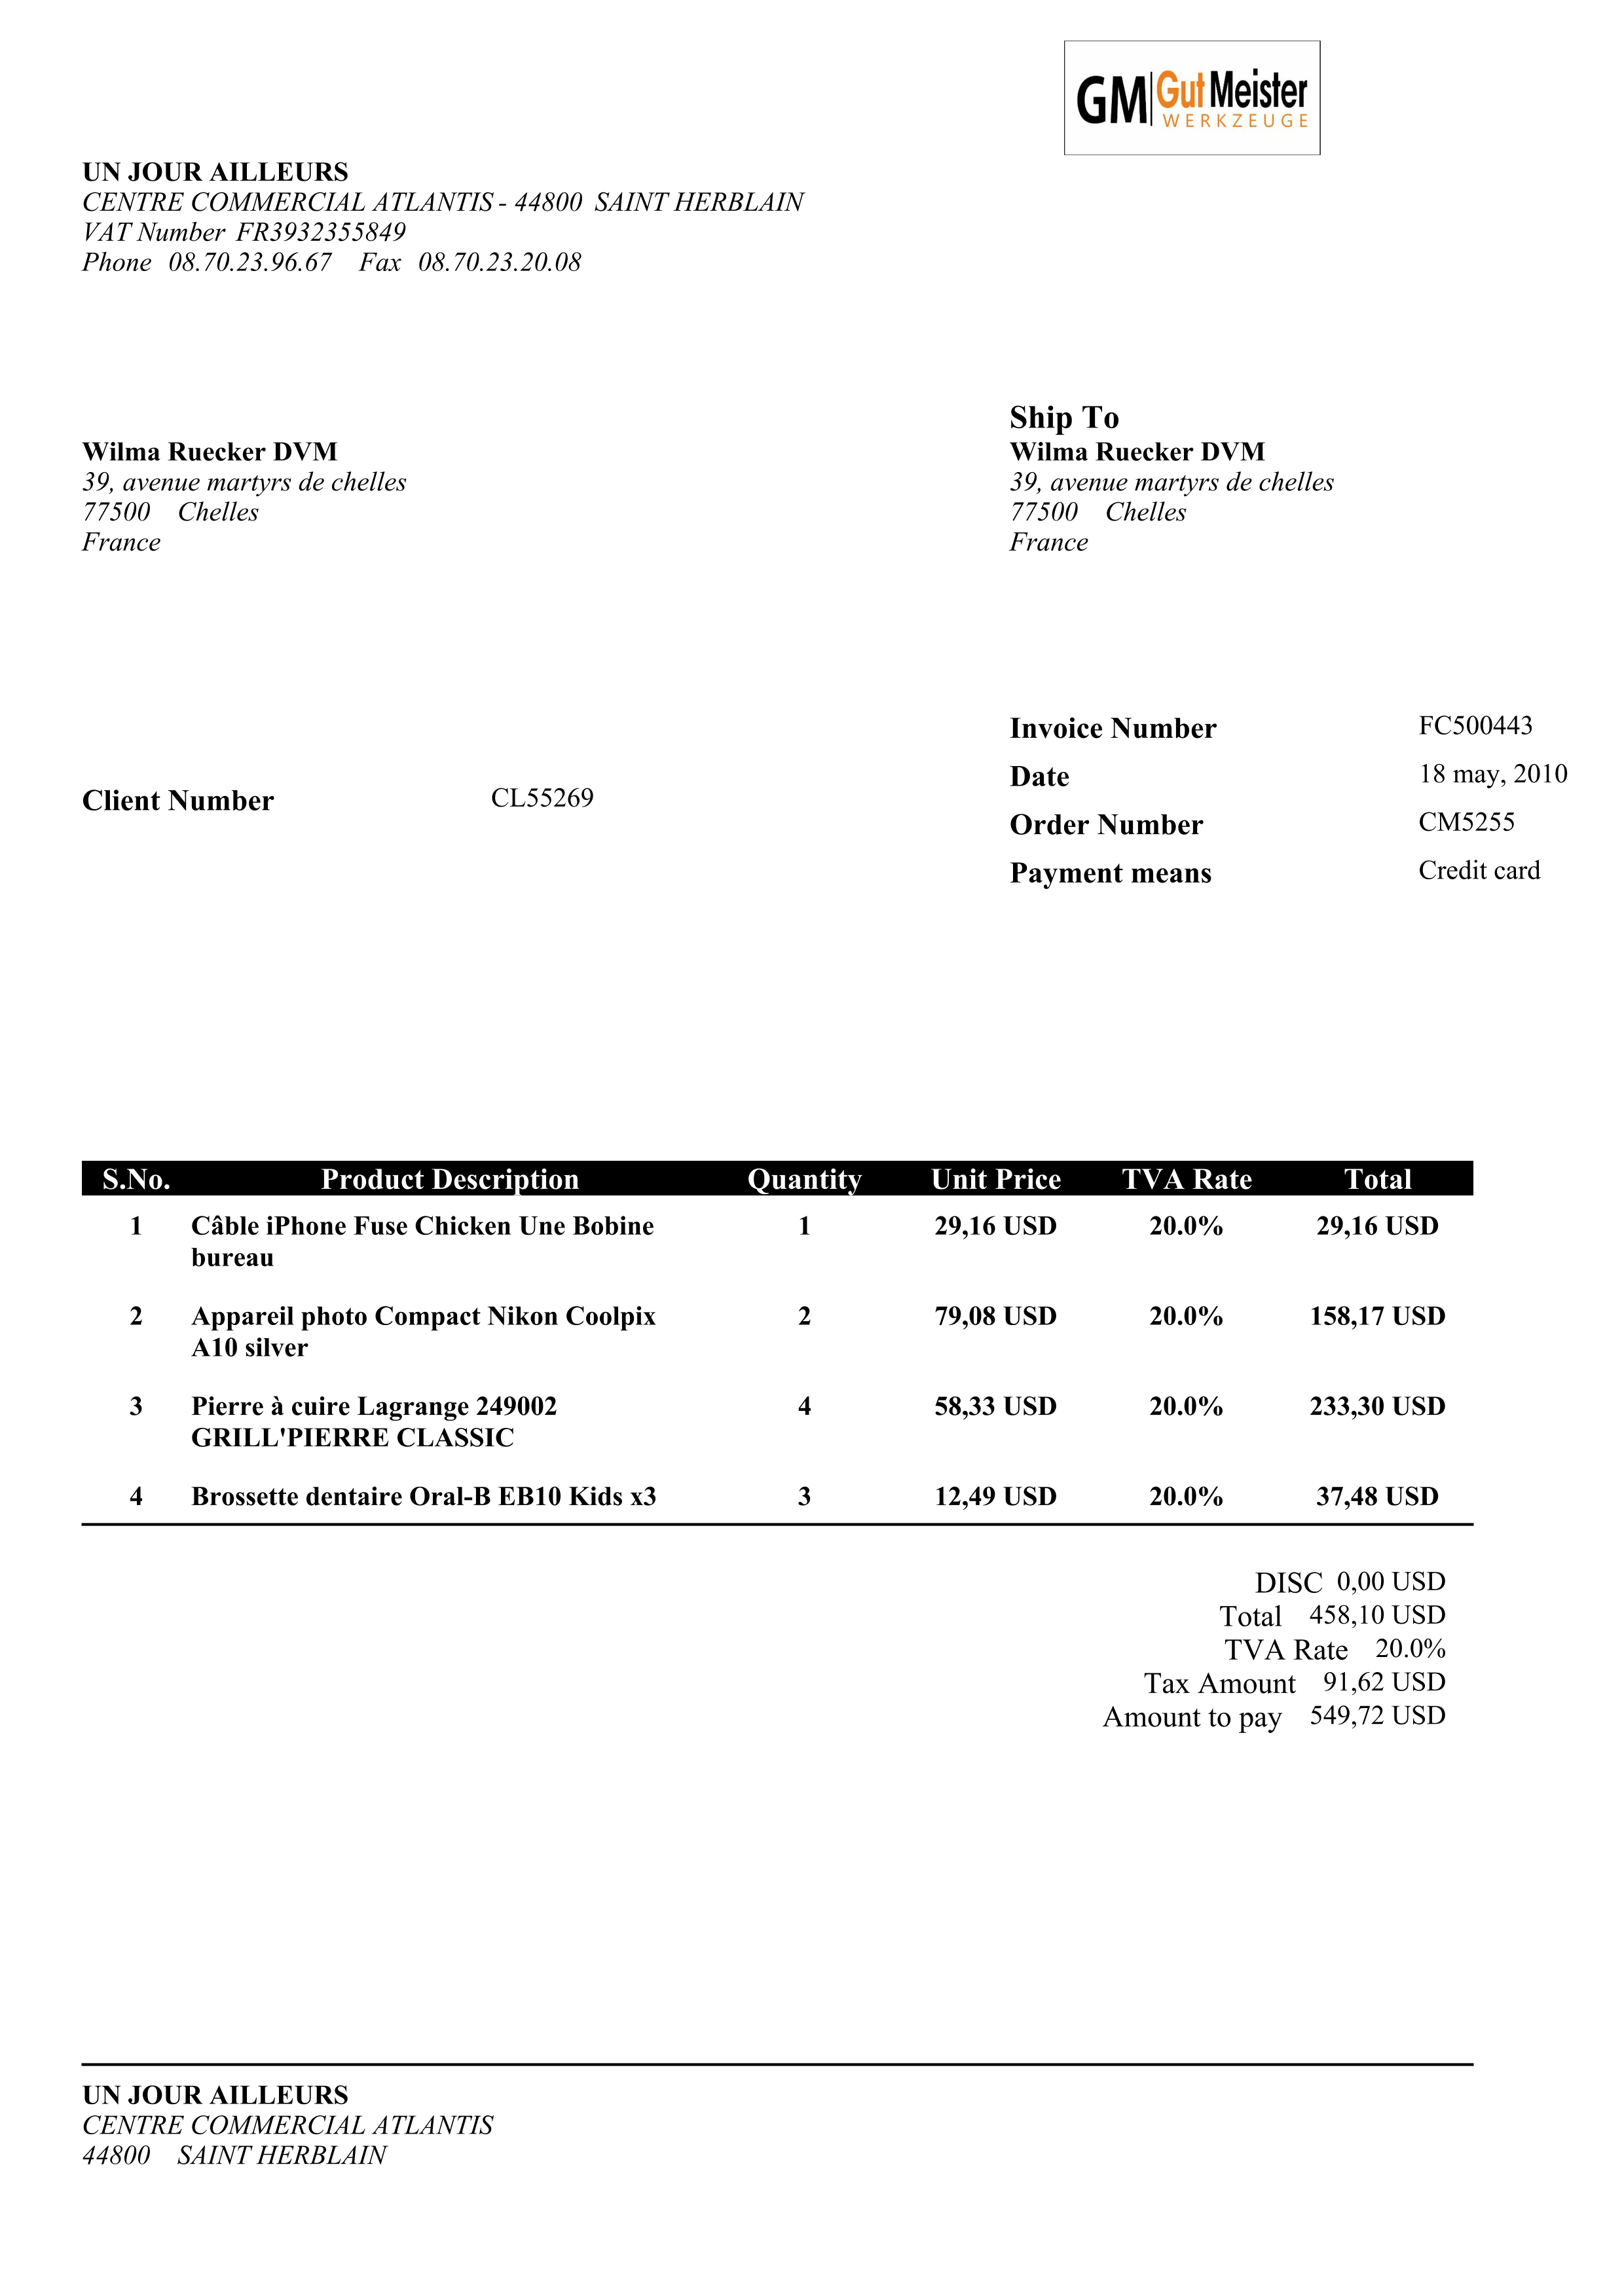 GM Gut Meister
WERKZEUGE
UN JOUR AILLEURS
CENTRE COMMERCIAL ATLANTIS - 44800 SAINT HERBLAIN
VAT Number FR3932355849
Phone 08.70.23.96.67 Fax 08.70.23.20.08
Wilma Ruecker DVM
39, avenue martyrs de chelles
77500 Chelles
France
Ship To
Wilma Ruecker DVM
39, avenue martyrs de chelles
77500 Chelles
France
Client Number CL55269
Invoice Number FC500443
Date 18 may, 2010
Order Number CM5255
Payment means Credit card
S.No. Product Description Quantity Unit Price TVA Rate Total
1 Câble iPhone Fuse Chicken Une Bobine 1 29,16 USD 20.0% 29,16 USD
bureau
2 Appareil photo Compact Nikon Coolpix 2 79,08 USD 20.0% 158,17 USD
A10 silver
3 Pierre à cuire Lagrange 249002 4 58,33 USD 20.0% 233,30 USD
GRILL'PIERRE CLASSIC
4 Brossette dentaire Oral-B EB10 Kids x3 3 12,49 USD 20.0% 37,48 USD
DISC 0,00 USD
Total 458,10 USD
TVA Rate 20.0%
Tax Amount 91,62 USD
Amount to pay 549,72 USD
UN JOUR AILLEURS
CENTRE COMMERCIAL ATLANTIS
44800 SAINT HERBLAIN